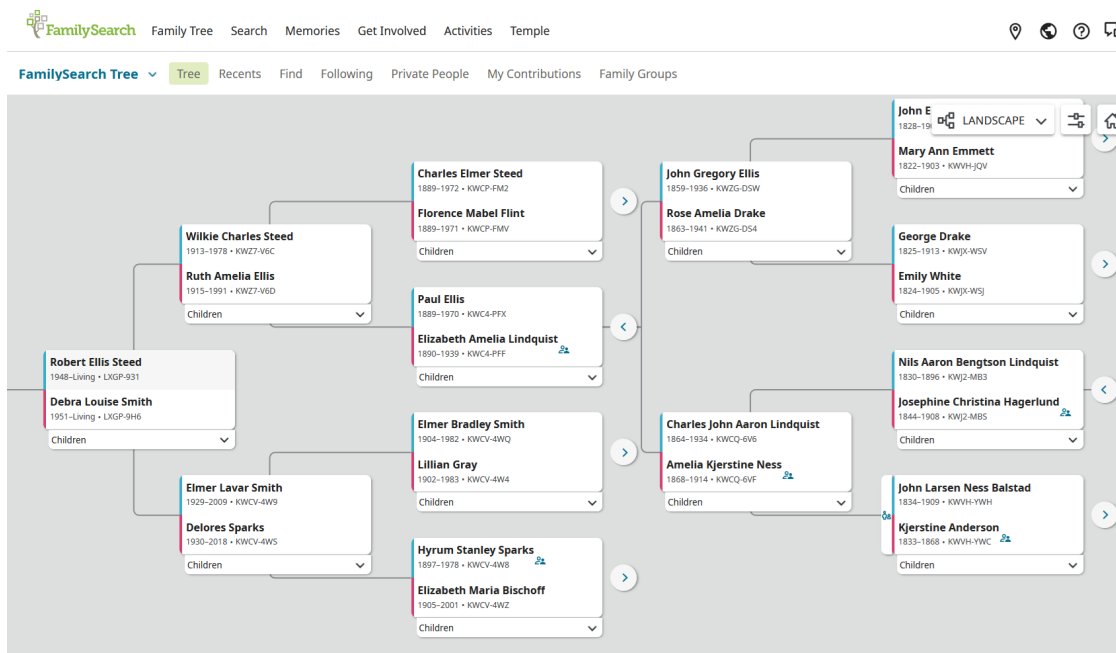 FamilySearch Family Tree Search Memories Get Involved Activities Temple
FamilySearch Tree Tree Recents Find Following Private People My Contributions Family Groups
LANDSCAPE
Robert Ellis Steed
1948–Living • LXGP-931
Debra Louise Smith
1951–Living • LXGP-9H6
Children
Wilkie Charles Steed
1913–1978 • KWZ7-V6C
Ruth Amelia Ellis
1915–1991 • KWZ7-V6D
Children
Elmer Lavar Smith
1929–2009 • KWCV-4W9
Delores Sparks
1930–2018 • KWCV-4WS
Children
Charles Elmer Steed
1889–1972 • KWCP-FM2
Florence Mabel Flint
1889–1971 • KWCP-FMV
Children
Paul Ellis
1889–1970 • KWC4-PFX
Elizabeth Amelia Lindquist
1890–1939 • KWC4-PFF
Children
Elmer Bradley Smith
1904–1982 • KWCV-4WQ
Lillian Gray
1902–1983 • KWCV-4W4
Children
Hyrum Stanley Sparks
1897–1978 • KWCV-4W8
Elizabeth Maria Bischoff
1905–2001 • KWCV-4WZ
Children
John Gregory Ellis
1859–1936 • KWZG-DSW
Rose Amelia Drake
1863–1941 • KWZG-DS4
Children
Charles John Aaron Lindquist
1864–1934 • KWCQ-6V6
Amelia Kjerstine Ness
1868–1914 • KWCQ-6VF
Children
John E
1828–19
Mary Ann Emmett
1822–1903 • KWVH-JQV
Children
George Drake
1825–1913 • KWJX-WSV
Emily White
1824–1905 • KWJX-WSJ
Children
Nils Aaron Bengtson Lindquist
1830–1896 • KWJ2-MB3
Josephine Christina Hagerlund
1844–1908 • KWJ2-MBS
Children
John Larsen Ness Balstad
1834–1909 • KWVH-YWH
Kjerstine Anderson
1833–1868 • KWVH-YWC
Children